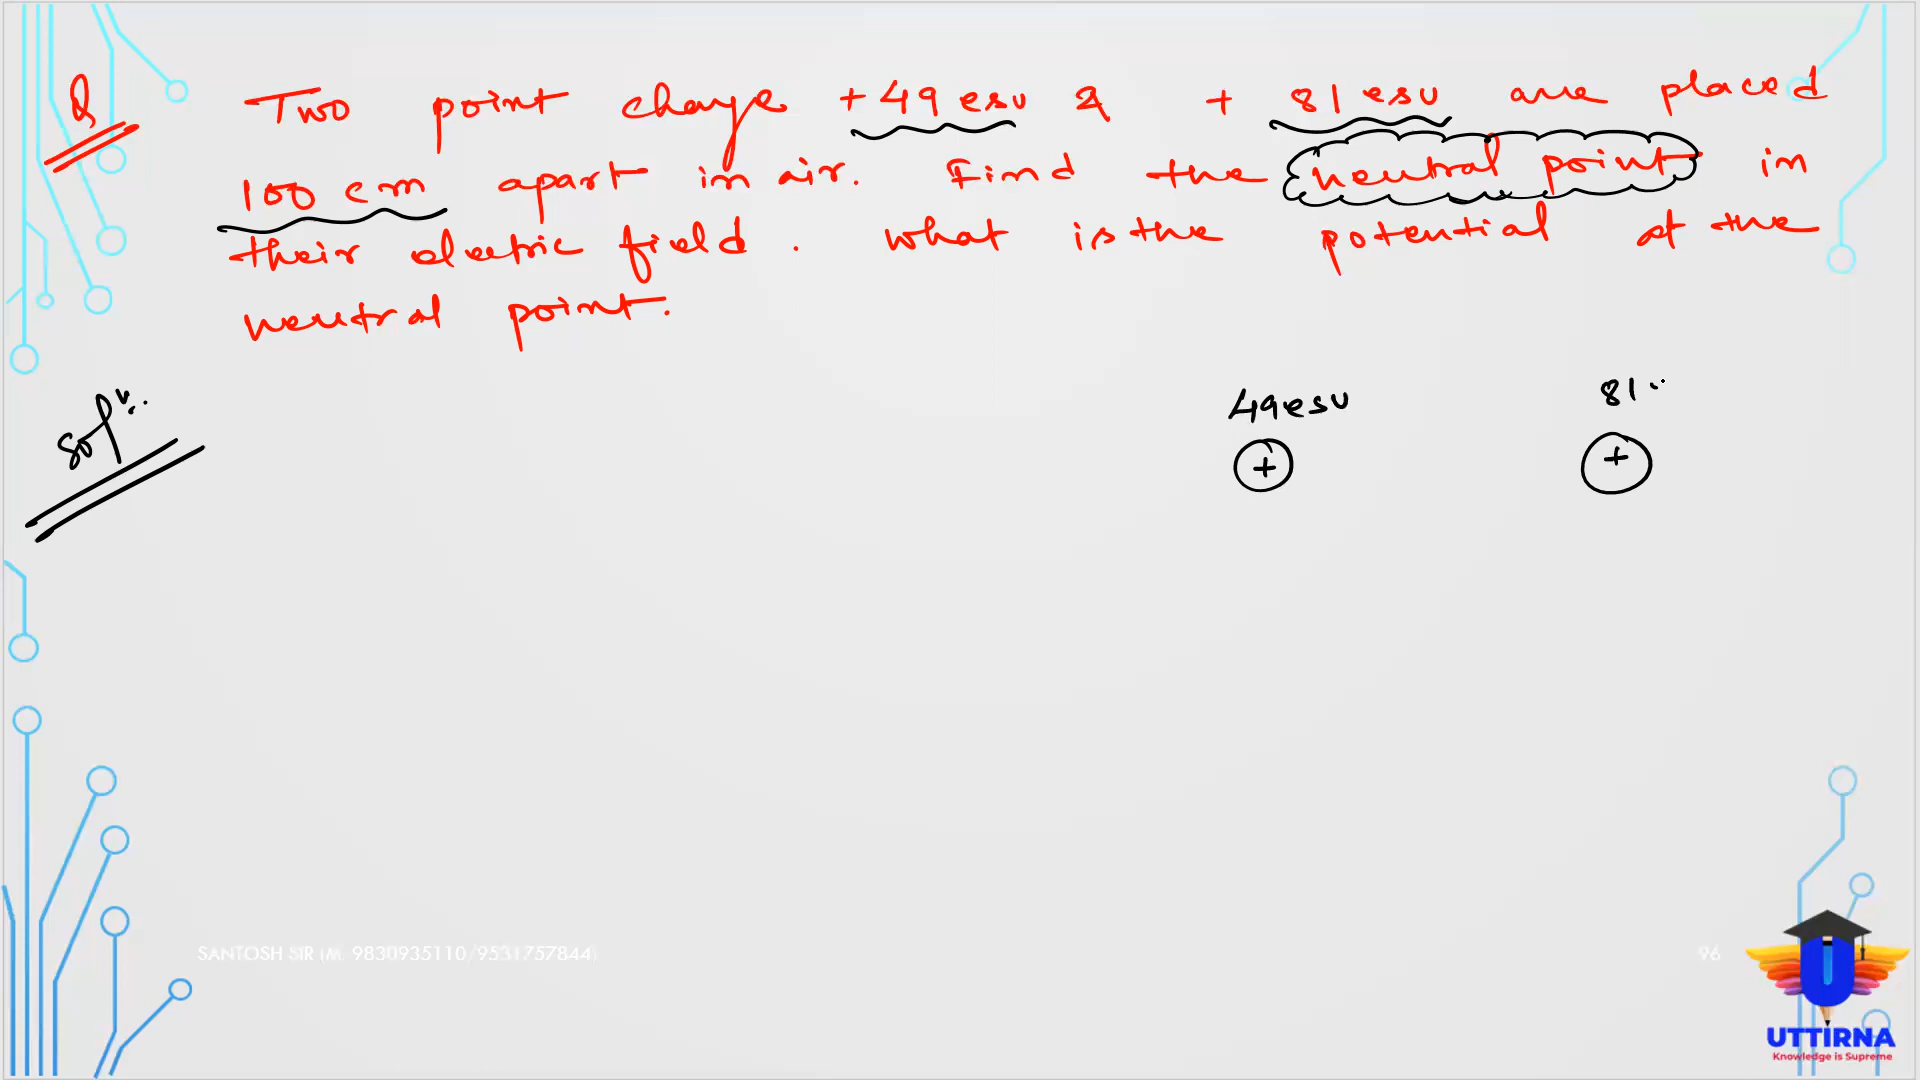 Q Two point charge +49 esu & + 81 esu are placed
100 cm apart in air. Find the neutral point in
their electric field. What is the potential at the
neutral point.
Solⁿ.
49 esu 81
+ +
SANTOSH SIR (M. 9830935110/9531757844)
96
UTTIRNA
Knowledge is Supreme